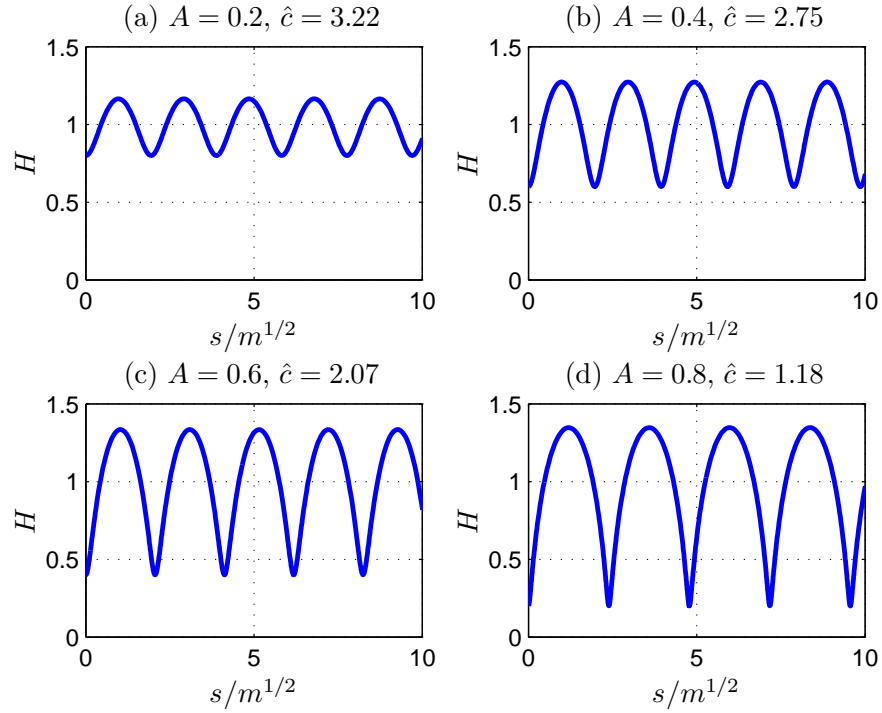 (a) A = 0.2, ĉ = 3.22
1.5
1
0.5
0
H
0
5
10
s/m^{1/2}
(b) A = 0.4, ĉ = 2.75
1.5
1
0.5
0
H
0
5
10
s/m^{1/2}
(c) A = 0.6, ĉ = 2.07
1.5
1
0.5
0
H
0
5
10
s/m^{1/2}
(d) A = 0.8, ĉ = 1.18
1.5
1
0.5
0
H
0
5
10
s/m^{1/2}